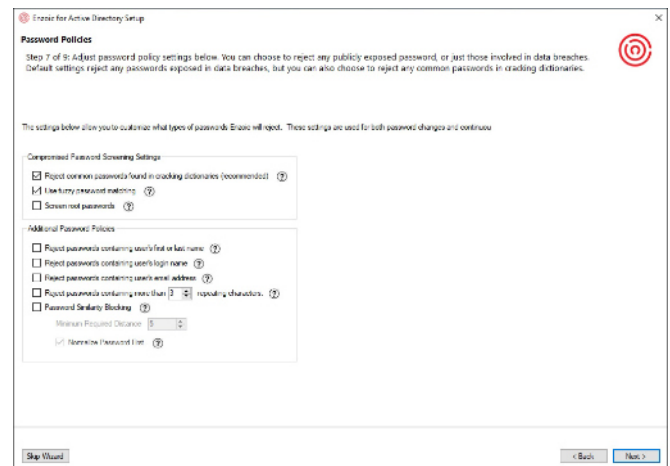 Enzoic for Active Directory Setup
Password Policies
Step 7 of 9: Adjust password policy settings below. You can choose to reject any publicly exposed password, or just those involved in data breaches.
Default settings reject any passwords exposed in data breaches, but you can also choose to reject any common passwords in cracking dictionaries.
The settings below allow you to customize what types of passwords Enzoic will reject. These settings are used for both password changes and continuou
Compromised Password Screening Settings
Reject common passwords found in cracking dictionaries (recommended) ?
Use fuzzy password matching ?
Screen root passwords ?
Additional Password Policies
Reject passwords containing user's first or last name ?
Reject passwords containing user's login name ?
Reject passwords containing user's email address ?
Reject passwords containing more than 3 repeating characters. ?
Password Similarity Blocking ?
Minimum Required Distance 5
Normalize Password First ?
Skip Wizard < Back Next >